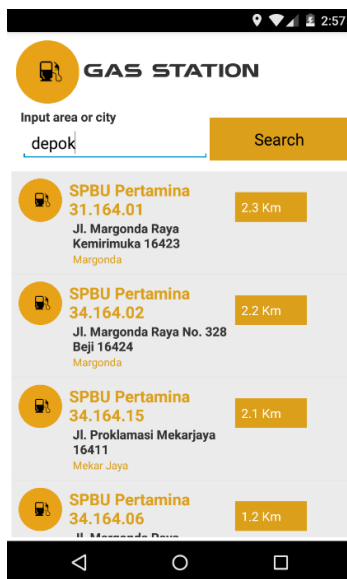 2:57
GAS STATION
Input area or city
depok
Search
SPBU Pertamina
31.164.01
2.3 Km
Jl. Margonda Raya
Kemirimuka 16423
Margonda
SPBU Pertamina
34.164.02
2.2 Km
Jl. Margonda Raya No. 328
Beji 16424
Margonda
SPBU Pertamina
34.164.15
2.1 Km
Jl. Proklamasi Mekarjaya
16411
Mekar Jaya
SPBU Pertamina
34.164.06
1.2 Km
Jl. Margonda Raya